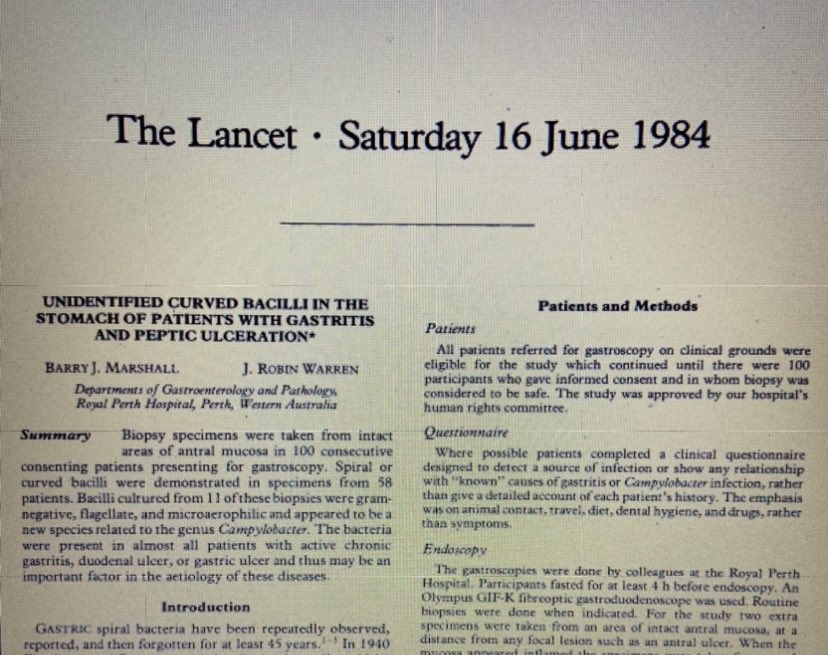 The Lancet · Saturday 16 June 1984
UNIDENTIFIED CURVED BACILLI IN THE
STOMACH OF PATIENTS WITH GASTRITIS
AND PEPTIC ULCERATION*
BARRY J. MARSHALL J. ROBIN WARREN
Departments of Gastroenterology and Pathology,
Royal Perth Hospital, Perth, Western Australia
Summary Biopsy specimens were taken from intact
areas of antral mucosa in 100 consecutive
consenting patients presenting for gastroscopy. Spiral or
curved bacilli were demonstrated in specimens from 58
patients. Bacilli cultured from 11 of these biopsies were gram-
negative, flagellate, and microaerophilic and appeared to be a
new species related to the genus Campylobacter. The bacteria
were present in almost all patients with active chronic
gastritis, duodenal ulcer, or gastric ulcer and thus may be an
important factor in the aetiology of these diseases.
Introduction
GASTRIC spiral bacteria have been repeatedly observed,
reported, and then forgotten for at least 45 years.¹⁻³ In 1940
Patients and Methods
Patients
All patients referred for gastroscopy on clinical grounds were
eligible for the study which continued until there were 100
participants who gave informed consent and in whom biopsy was
considered to be safe. The study was approved by our hospital's
human rights committee.
Questionnaire
Where possible patients completed a clinical questionnaire
designed to detect a source of infection or show any relationship
with "known" causes of gastritis or Campylobacter infection, rather
than give a detailed account of each patient's history. The emphasis
was on animal contact, travel, diet, dental hygiene, and drugs, rather
than symptoms.
Endoscopy
The gastroscopies were done by colleagues at the Royal Perth
Hospital. Participants fasted for at least 4 h before endoscopy. An
Olympus GIF-K fibreoptic gastroduodenoscope was used. Routine
biopsies were done when indicated. For the study two extra
specimens were taken from an area of intact antral mucosa, at a
distance from any focal lesion such as an antral ulcer. When the
mucosa appeared inflamed the specimens were taken